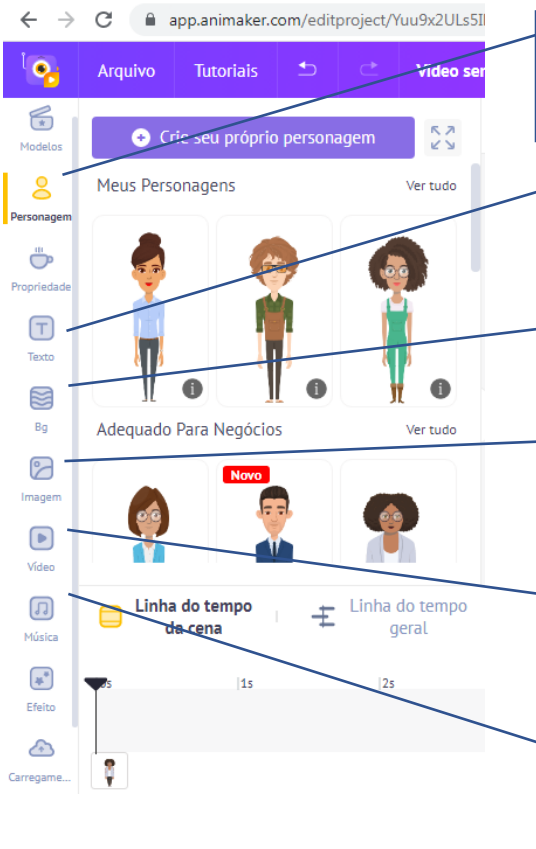 app.animaker.com/editproject/Yuu9x2ULs5I
Arquivo
Tutoriais
Vídeo ser
Modelos
Crie seu próprio personagem
Personagem
Meus Personagens
Ver tudo
Propriedade
Texto
Bg
Adequado Para Negócios
Ver tudo
Novo
Imagem
Vídeo
Linha do tempo da cena
Linha do tempo geral
Música
0s
1s
2s
Efeito
Carregame...